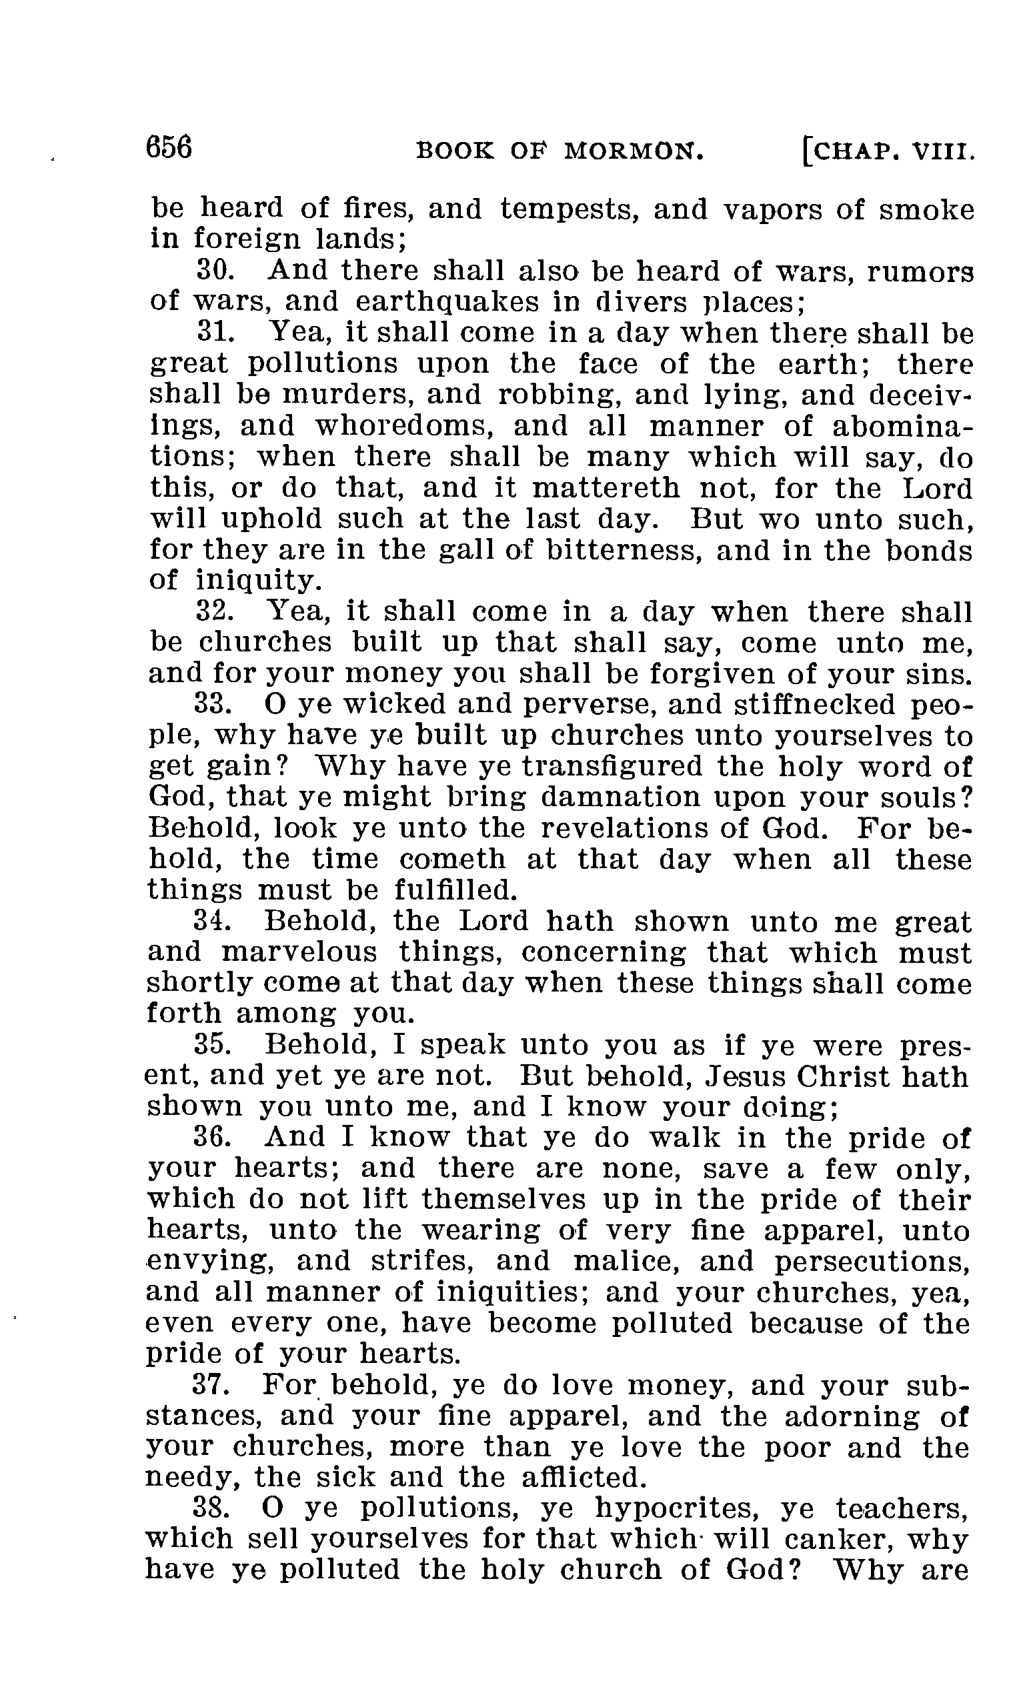 656 BOOK OF MORMON. [CHAP. VIII.
be heard of fires, and tempests, and vapors of smoke
in foreign lands;
30. And there shall also be heard of wars, rumors
of wars, and earthquakes in divers places;
31. Yea, it shall come in a day when there shall be
great pollutions upon the face of the earth; there
shall be murders, and robbing, and lying, and deceiv-
ings, and whoredoms, and all manner of abomina-
tions; when there shall be many which will say, do
this, or do that, and it mattereth not, for the Lord
will uphold such at the last day. But wo unto such,
for they are in the gall of bitterness, and in the bonds
of iniquity.
32. Yea, it shall come in a day when there shall
be churches built up that shall say, come unto me,
and for your money you shall be forgiven of your sins.
33. O ye wicked and perverse, and stiffnecked peo-
ple, why have ye built up churches unto yourselves to
get gain? Why have ye transfigured the holy word of
God, that ye might bring damnation upon your souls?
Behold, look ye unto the revelations of God. For be-
hold, the time cometh at that day when all these
things must be fulfilled.
34. Behold, the Lord hath shown unto me great
and marvelous things, concerning that which must
shortly come at that day when these things shall come
forth among you.
35. Behold, I speak unto you as if ye were pres-
ent, and yet ye are not. But behold, Jesus Christ hath
shown you unto me, and I know your doing;
36. And I know that ye do walk in the pride of
your hearts; and there are none, save a few only,
which do not lift themselves up in the pride of their
hearts, unto the wearing of very fine apparel, unto
envying, and strifes, and malice, and persecutions,
and all manner of iniquities; and your churches, yea,
even every one, have become polluted because of the
pride of your hearts.
37. For behold, ye do love money, and your sub-
stances, and your fine apparel, and the adorning of
your churches, more than ye love the poor and the
needy, the sick and the afflicted.
38. O ye pollutions, ye hypocrites, ye teachers,
which sell yourselves for that which will canker, why
have ye polluted the holy church of God? Why are